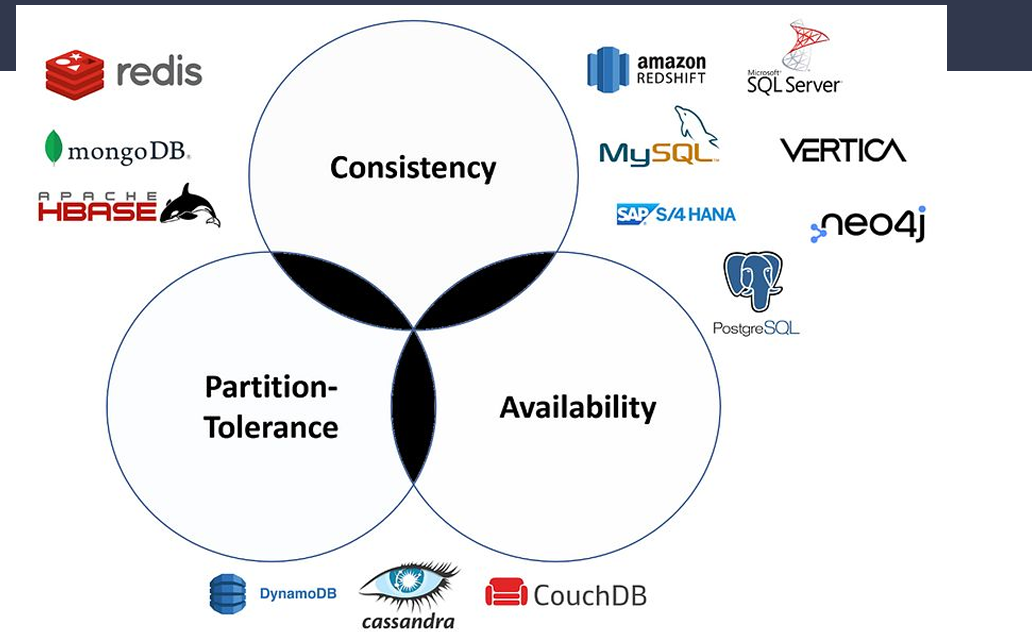 redis
mongoDB
APACHE
HBASE
Consistency
amazon
REDSHIFT
Microsoft
SQL Server
MySQL
VERTICA
SAP S/4 HANA
neo4j
PostgreSQL
Partition-
Tolerance
Availability
DynamoDB
cassandra
CouchDB